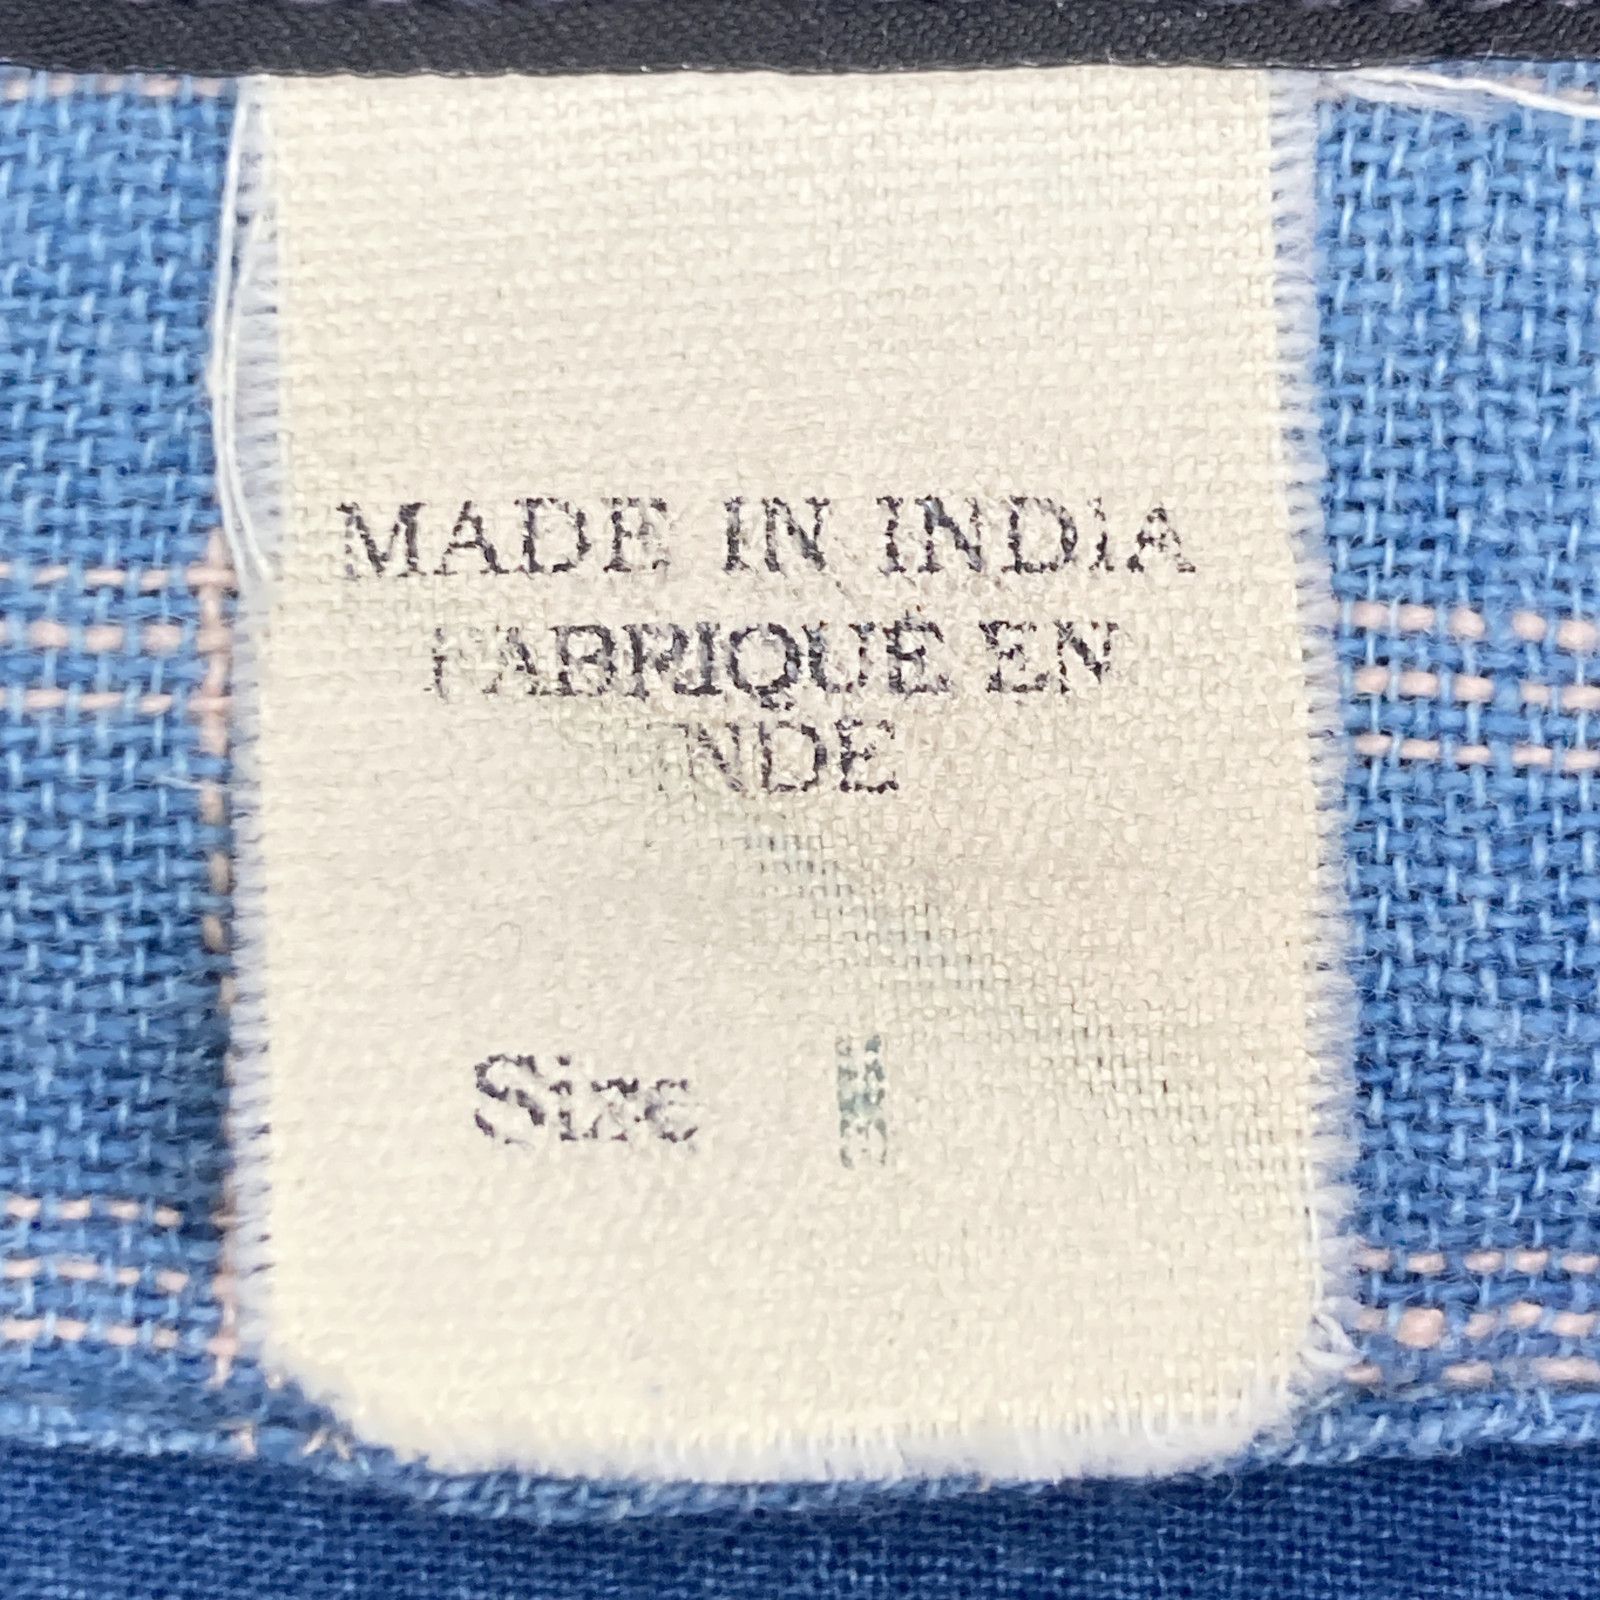 MADE IN INDIA
FABRIQUÉ EN
INDE
Size